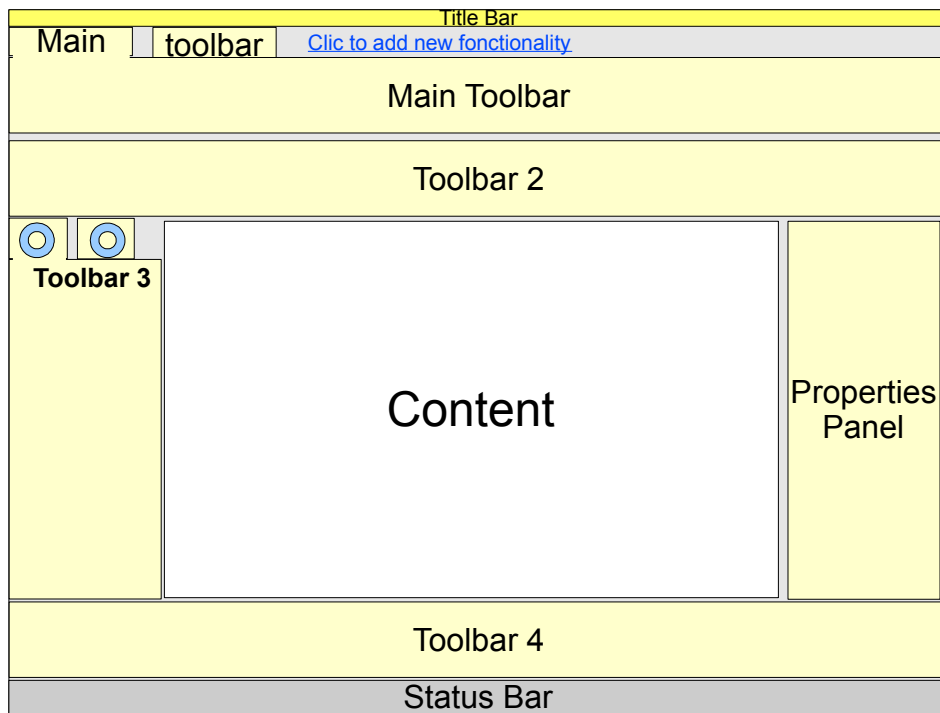 Title Bar
Main toolbar Clic to add new fonctionality
Main Toolbar
Toolbar 2
Toolbar 3
Content
Properties
Panel
Toolbar 4
Status Bar